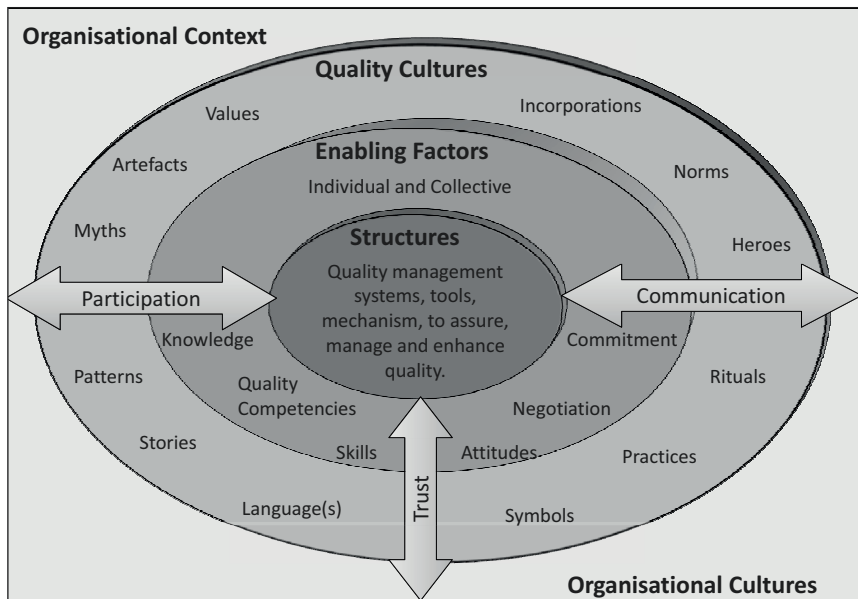 Organisational Context
Quality Cultures
Values
Incorporations
Artefacts
Enabling Factors
Norms
Individual and Collective
Myths
Heroes
Structures
Quality management
systems, tools,
mechanism, to assure,
manage and enhance
quality.
Participation
Communication
Knowledge
Commitment
Patterns
Rituals
Quality
Competencies
Negotiation
Stories
Skills
Attitudes
Practices
Trust
Language(s)
Symbols
Organisational Cultures